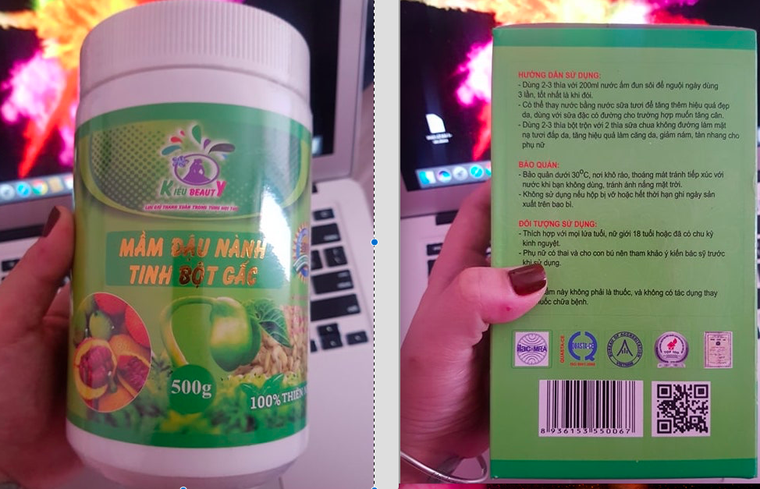 KIỀU BEAUTY
MẦM ĐẬU NÀNH
TINH BỘT GẤC
500g
100% THIÊN
HƯỚNG DẪN SỬ DỤNG:
- Dùng 2-3 thìa với 200ml nước ấm đun sôi để nguội ngày dùng
3 lần, tốt nhất là khi đói.
- Có thể thay nước bằng nước sữa tươi để tăng thêm hiệu quả đẹp
da, dùng với sữa đặc có đường cho trường hợp muốn tăng cân.
- Dùng 2-3 thìa bột trộn với 2 thìa sữa chua không đường làm mặt
nạ tươi đắp da, tăng hiệu quả làm căng da, giảm nám, tàn nhang cho
phụ nữ
BẢO QUẢN:
- Bảo quản dưới 30°C, nơi khô ráo, thoáng mát tránh tiếp xúc với
nước khi bạn không dùng, tránh ánh nắng mặt trời.
- Không sử dụng nếu hộp bị vỡ hoặc hết thời hạn ghi ngày sản
xuất trên bao bì.
ĐỐI TƯỢNG SỬ DỤNG:
- Thích hợp với mọi lứa tuổi, nữ giới 18 tuổi hoặc đã có chu kỳ
kinh nguyệt.
- Phụ nữ có thai và cho con bú nên tham khảo ý kiến bác sỹ trước
khi sử dụng.
này không phải là thuốc, và không có tác dụng thay
thuốc chữa bệnh.
8 936153 550067